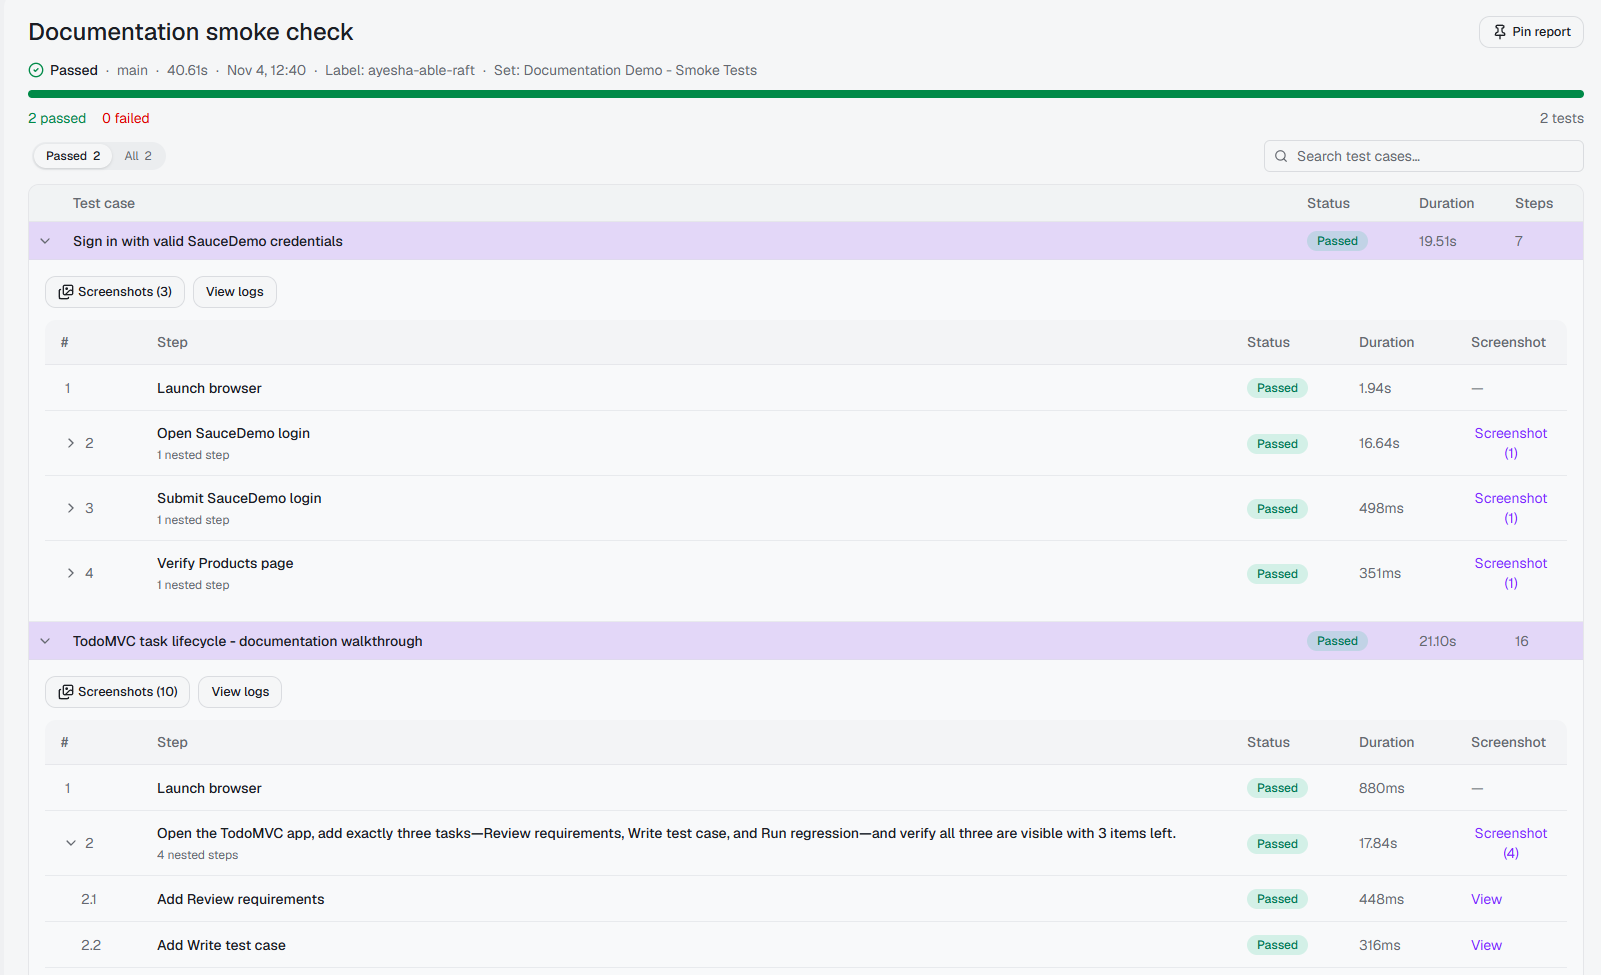 Documentation smoke check
Pin report
Passed · main · 40.61s · Nov 4, 12:40 · Label: ayesha-able-raft · Set: Documentation Demo - Smoke Tests
2 passed 0 failed
2 tests
Passed 2 All 2
Search test cases...
Test case Status Duration Steps
Sign in with valid SauceDemo credentials Passed 19.51s 7
Screenshots (3) View logs
# Step Status Duration Screenshot
1 Launch browser Passed 1.94s —
2 Open SauceDemo login Passed 16.64s Screenshot (1)
1 nested step
3 Submit SauceDemo login Passed 498ms Screenshot (1)
1 nested step
4 Verify Products page Passed 351ms Screenshot (1)
1 nested step
TodoMVC task lifecycle - documentation walkthrough Passed 21.10s 16
Screenshots (10) View logs
# Step Status Duration Screenshot
1 Launch browser Passed 880ms —
2 Open the TodoMVC app, add exactly three tasks—Review requirements, Write test case, and Run regression—and verify all three are visible with 3 items left. Passed 17.84s Screenshot (4)
4 nested steps
2.1 Add Review requirements Passed 448ms View
2.2 Add Write test case Passed 316ms View